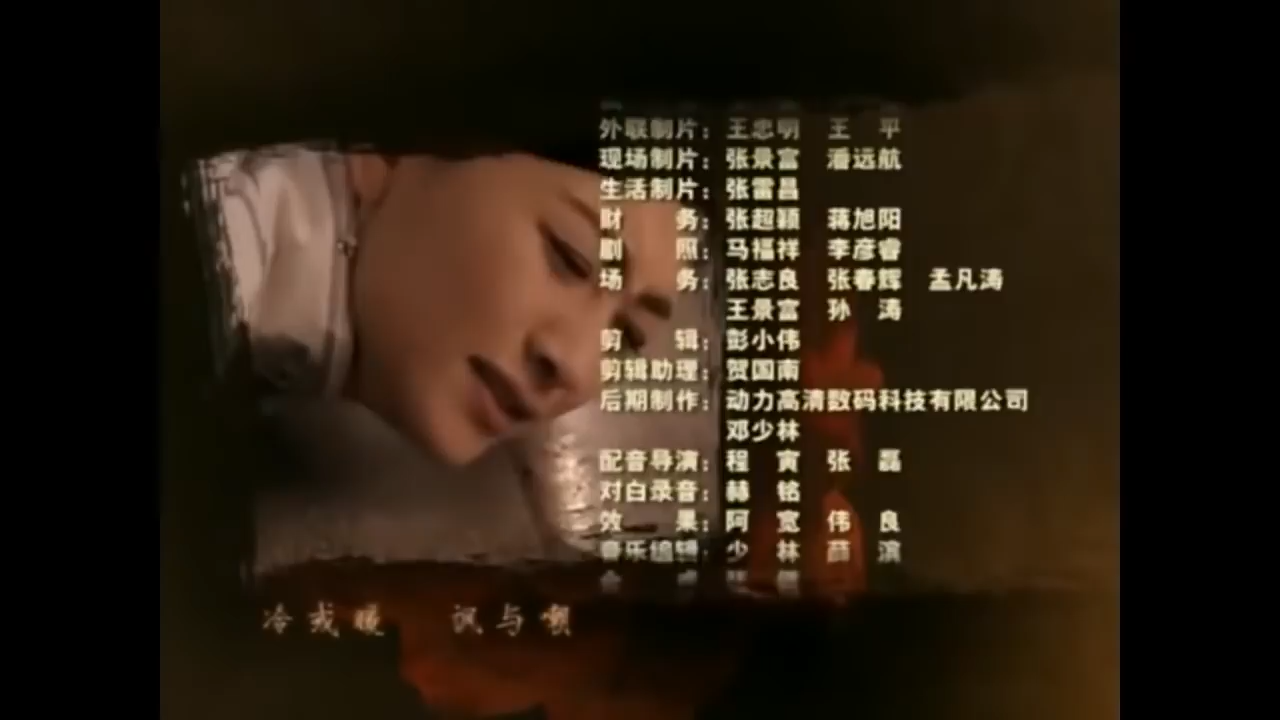 外联制片：王忠明　王　平
现场制片：张景富　潘远航
生活制片：张雷昌
财　　务：张超颖　蒋旭阳
剧　　照：马福祥　李彦睿
场　　务：张志良　张春辉　孟凡涛
王景富　孙　涛
剪　　辑：彭小伟
剪辑助理：贺国南
后期制作：动力高清数码科技有限公司
邓少林
配音导演：程　寅　张　磊
对白录音：赫　铭
效　　果：阿　宽　伟　良
音乐编辑：少　林　薛　滨
冷或暖　讽与嘲